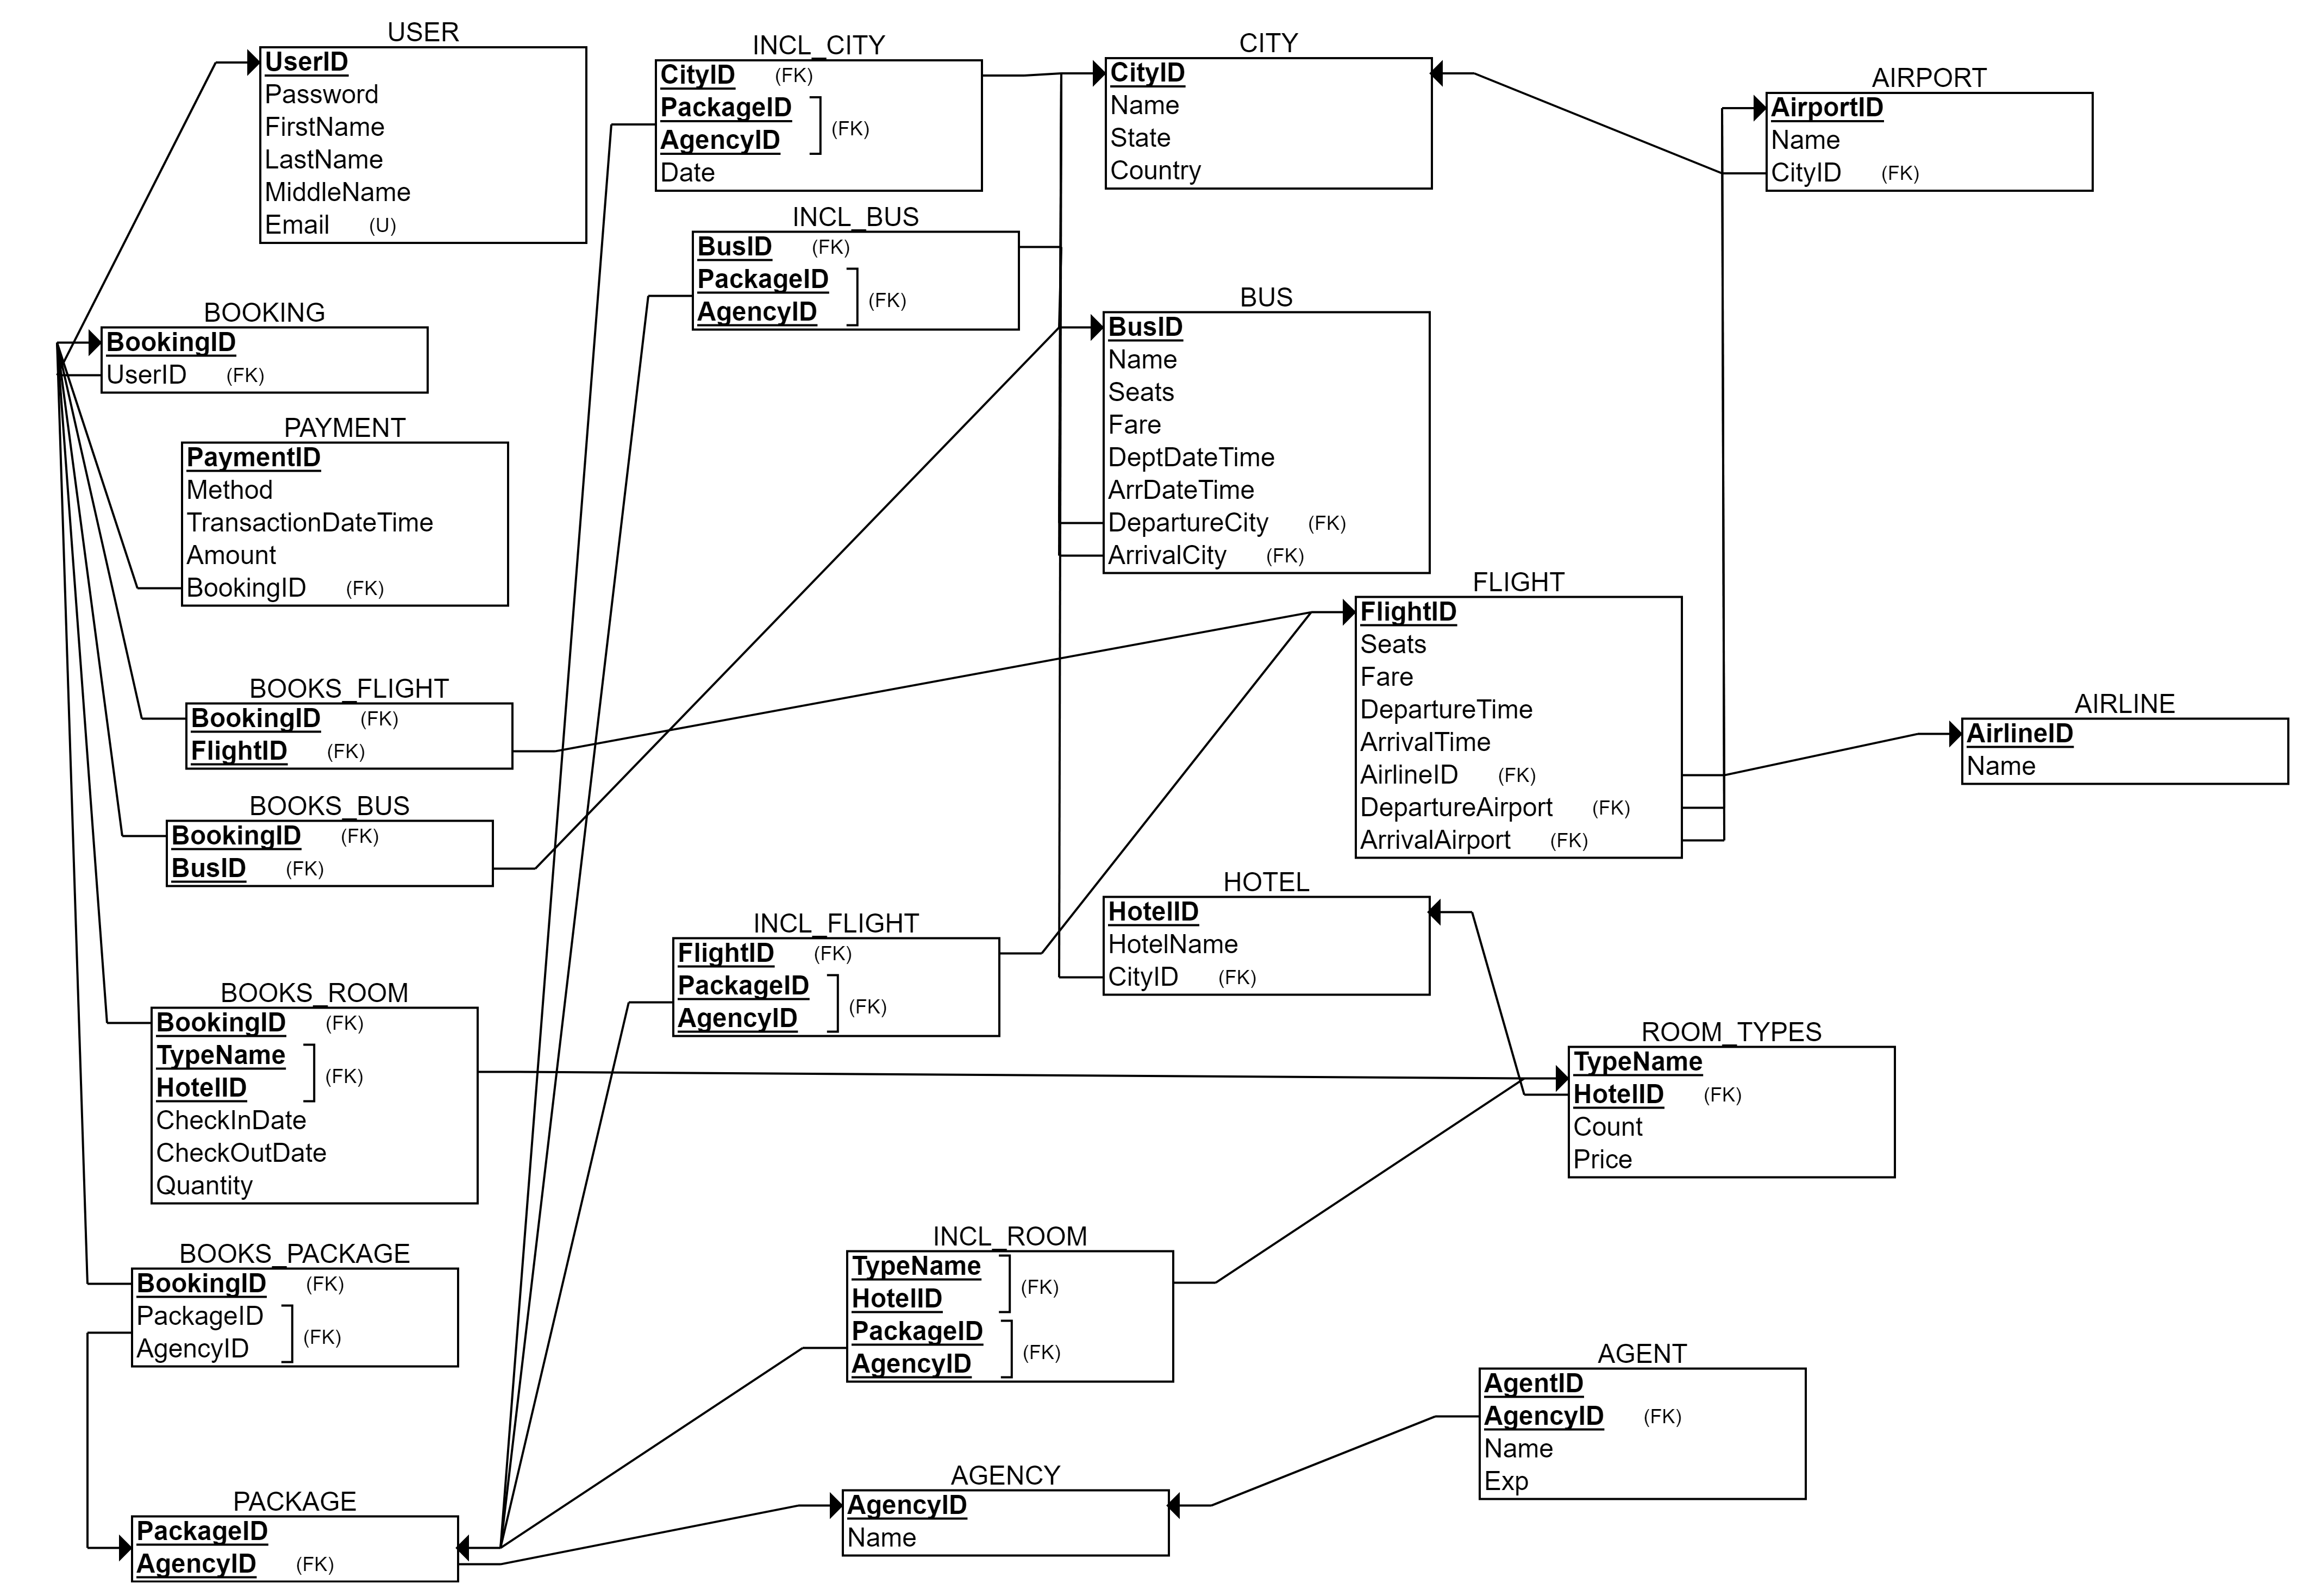 USER
UserID
Password
FirstName
LastName
MiddleName
Email (U)
BOOKING
BookingID
UserID (FK)
PAYMENT
PaymentID
Method
TransactionDateTime
Amount
BookingID (FK)
BOOKS_FLIGHT
BookingID (FK)
FlightID (FK)
BOOKS_BUS
BookingID (FK)
BusID (FK)
BOOKS_ROOM
BookingID (FK)
TypeName
HotelID
(FK)
CheckInDate
CheckOutDate
Quantity
BOOKS_PACKAGE
BookingID (FK)
PackageID
AgencyID
(FK)
PACKAGE
PackageID
AgencyID (FK)
INCL_CITY
CityID (FK)
PackageID
AgencyID
(FK)
Date
INCL_BUS
BusID (FK)
PackageID
AgencyID
(FK)
INCL_FLIGHT
FlightID (FK)
PackageID
AgencyID
(FK)
INCL_ROOM
TypeName
HotelID
(FK)
PackageID
AgencyID
(FK)
AGENCY
AgencyID
Name
CITY
CityID
Name
State
Country
BUS
BusID
Name
Seats
Fare
DeptDateTime
ArrDateTime
DepartureCity (FK)
ArrivalCity (FK)
FLIGHT
FlightID
Seats
Fare
DepartureTime
ArrivalTime
AirlineID (FK)
DepartureAirport (FK)
ArrivalAirport (FK)
HOTEL
HotelID
HotelName
CityID (FK)
ROOM_TYPES
TypeName
HotelID (FK)
Count
Price
AGENT
AgentID
AgencyID (FK)
Name
Exp
AIRPORT
AirportID
Name
CityID (FK)
AIRLINE
AirlineID
Name